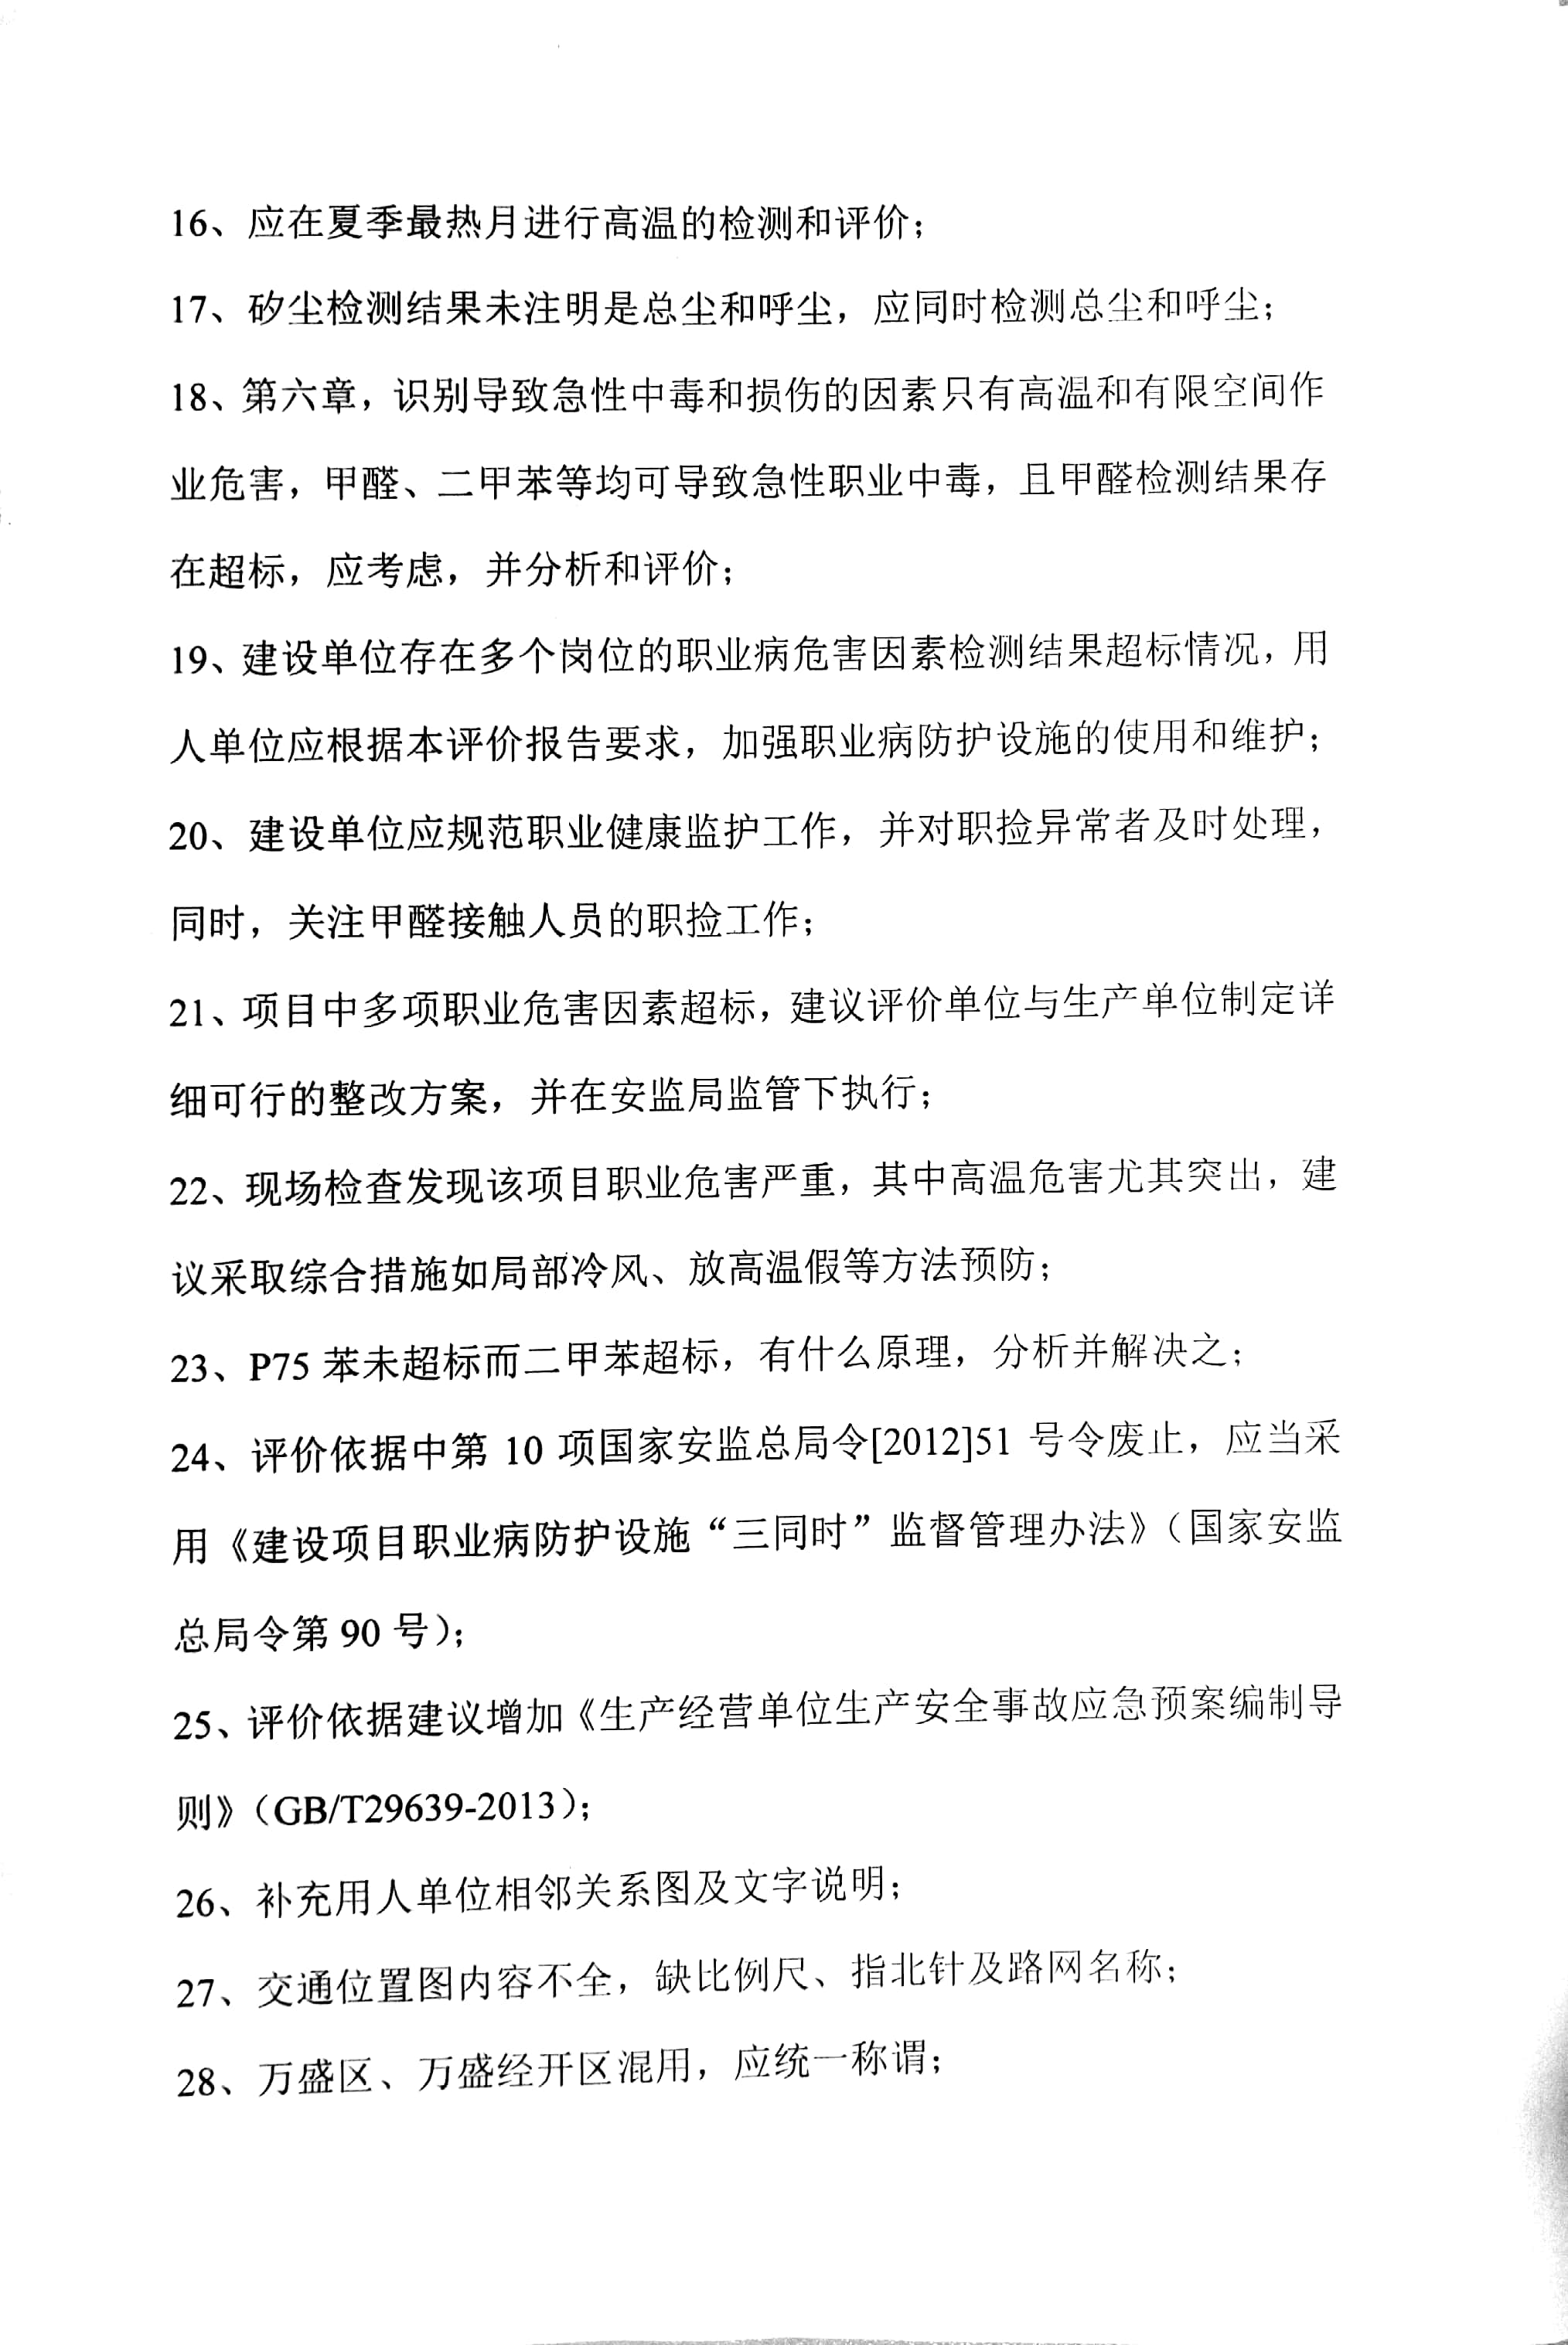 16、应在夏季最热月进行高温的检测和评价；
17、矽尘检测结果未注明是总尘和呼尘，应同时检测总尘和呼尘；
18、第六章，识别导致急性中毒和损伤的因素只有高温和有限空间作
业危害，甲醛、二甲苯等均可导致急性职业中毒，且甲醛检测结果存
在超标，应考虑，并分析和评价；
19、建设单位存在多个岗位的职业病危害因素检测结果超标情况，用
人单位应根据本评价报告要求，加强职业病防护设施的使用和维护；
20、建设单位应规范职业健康监护工作，并对职捡异常者及时处理，
同时，关注甲醛接触人员的职捡工作；
21、项目中多项职业危害因素超标，建议评价单位与生产单位制定详
细可行的整改方案，并在安监局监管下执行；
22、现场检查发现该项目职业危害严重，其中高温危害尤其突出，建
议采取综合措施如局部冷风、放高温假等方法预防；
23、P75 苯未超标而二甲苯超标，有什么原理，分析并解决之；
24、评价依据中第 10 项国家安监总局令[2012]51 号令废止，应当采
用《建设项目职业病防护设施“三同时”监督管理办法》（国家安监
总局令第 90 号）；
25、评价依据建议增加《生产经营单位生产安全事故应急预案编制导
则》（GB/T29639-2013）；
26、补充用人单位相邻关系图及文字说明；
27、交通位置图内容不全，缺比例尺、指北针及路网名称；
28、万盛区、万盛经开区混用，应统一称谓；